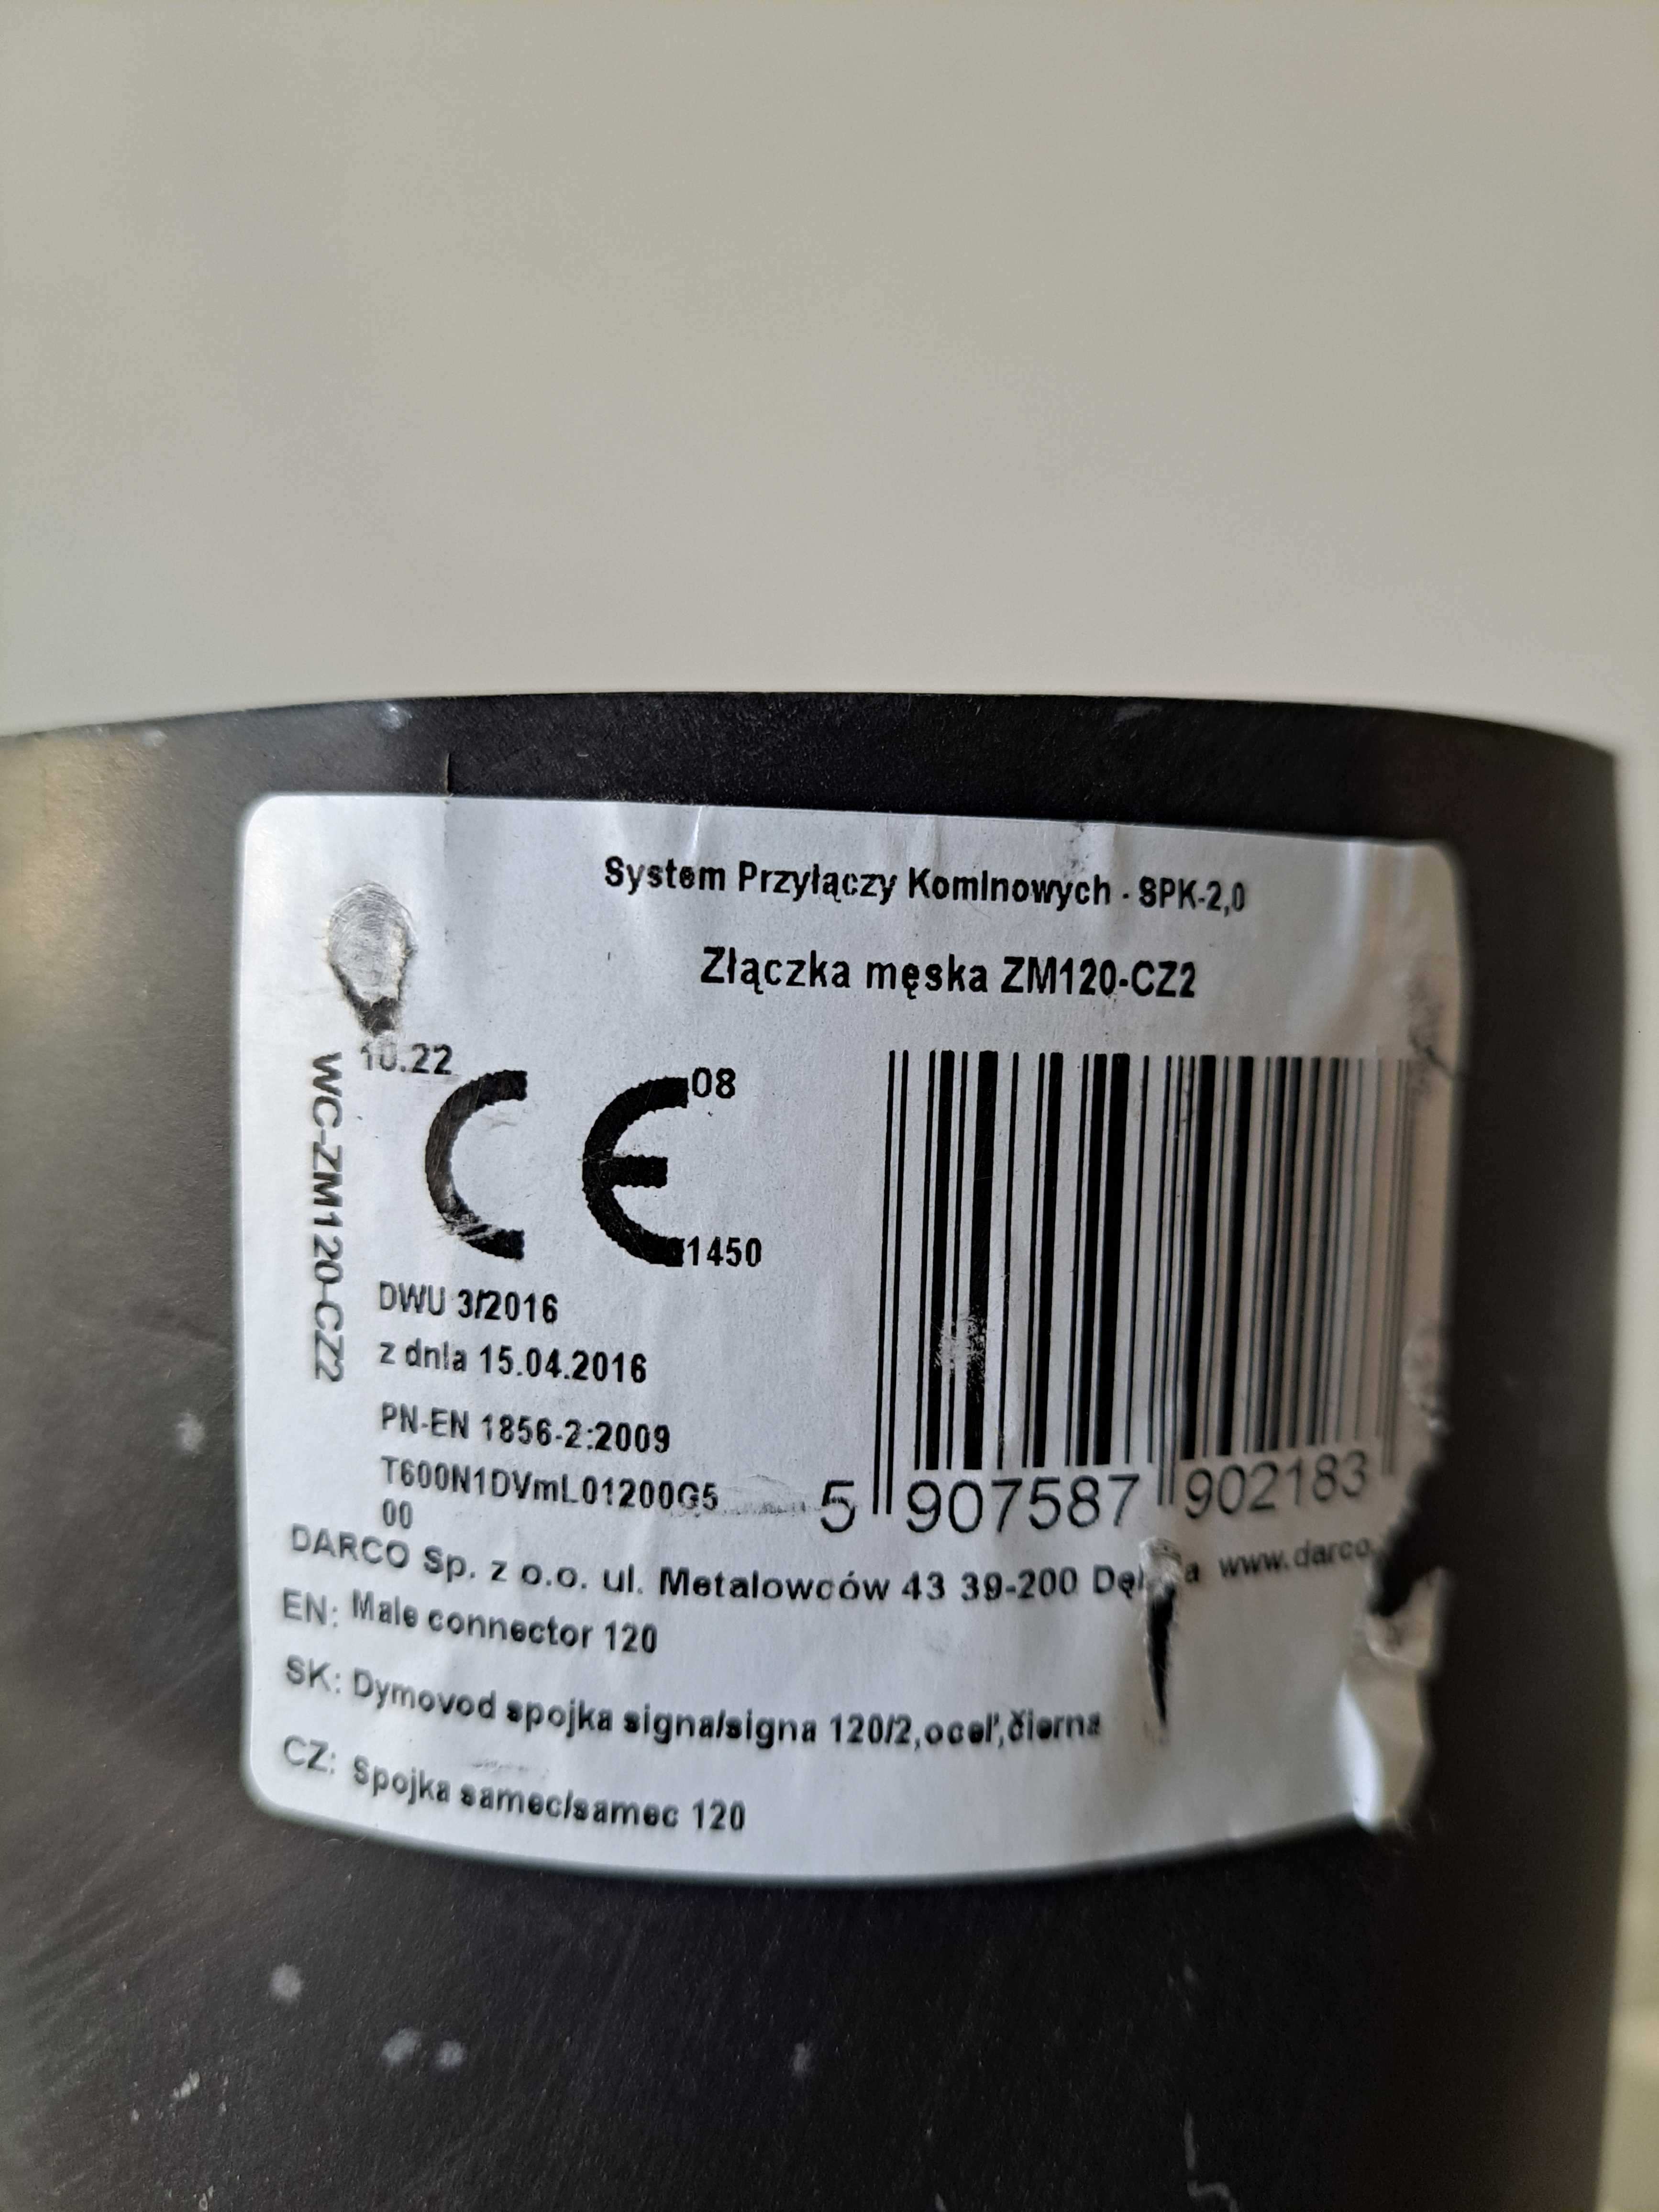 System Przyłączy Kominowych - SPK-2,0
Złączka męska ZM120-CZ2
WC-ZM120-CZ2
10.22
CE 08
1450
DWU 3/2016
z dnia 15.04.2016
PN-EN 1856-2:2009
T600N1DVmL01200G5
00
5 907587 902183
DARCO Sp. z o.o. ul. Metalowców 43 39-200 www.darco.
EN: Male connector 120
SK: Dymovod spojka signa/signa 120/2,oceľ,čierna
CZ: Spojka samec/samec 120